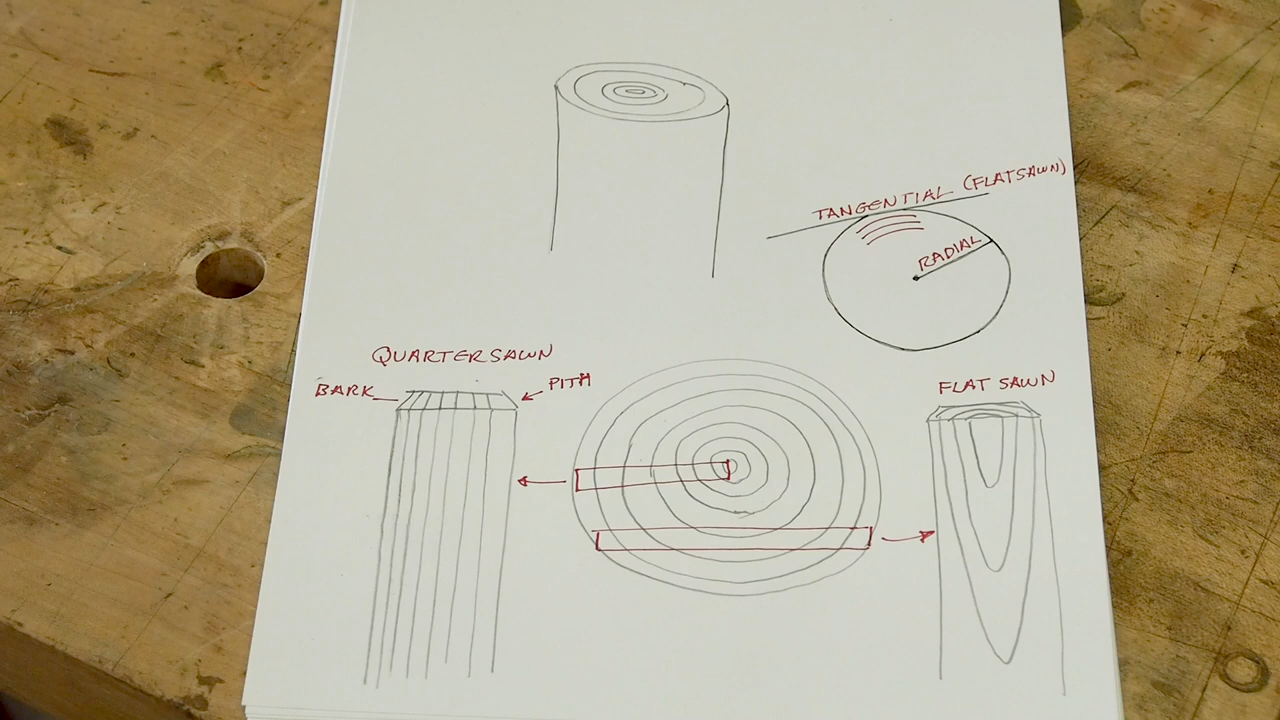 TANGENTIAL (FLATSAWN)
RADIAL
QUARTERSAWN
BARK
PITH
FLAT SAWN